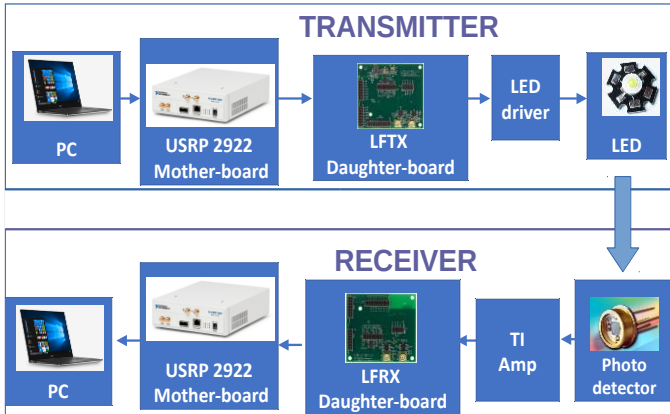 TRANSMITTER
PC
USRP 2922
Mother-board
LFTX
Daughter-board
LED
driver
LED
RECEIVER
PC
USRP 2922
Mother-board
LFRX
Daughter-board
TI
Amp
Photo
detector